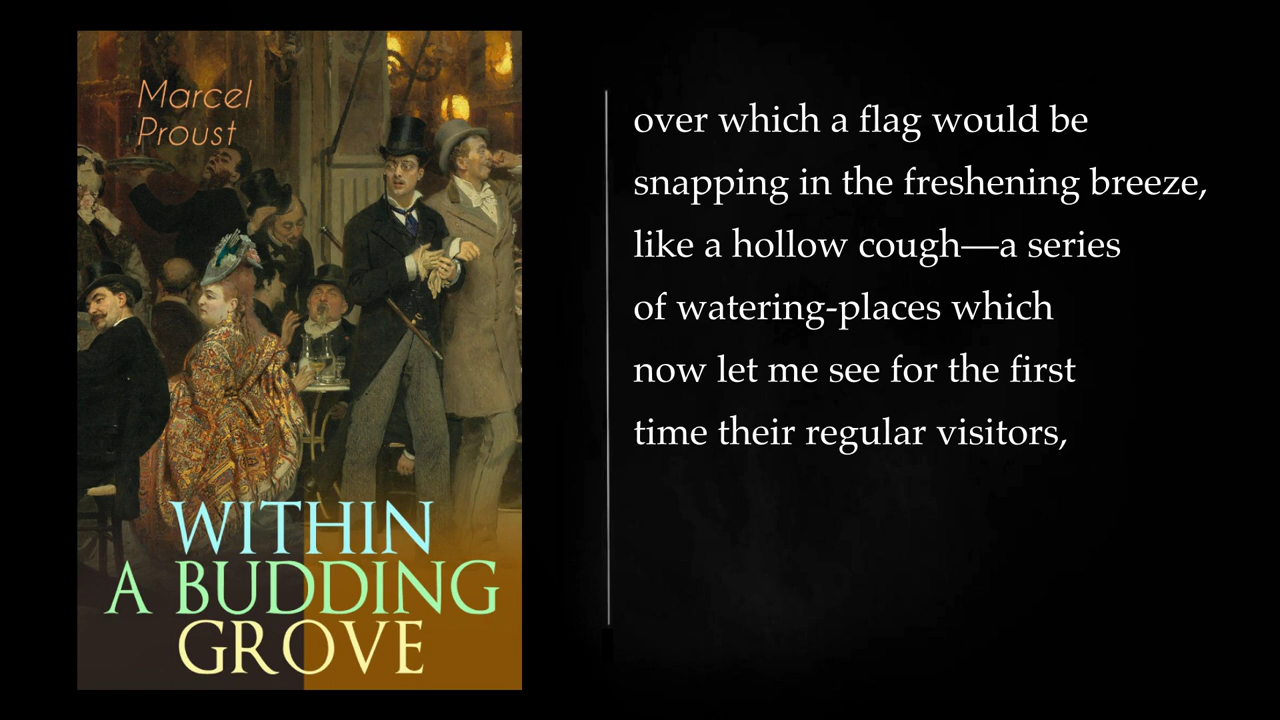 Marcel
Proust
WITHIN
A BUDDING
GROVE
over which a flag would be
snapping in the freshening breeze,
like a hollow cough—a series
of watering-places which
now let me see for the first
time their regular visitors,